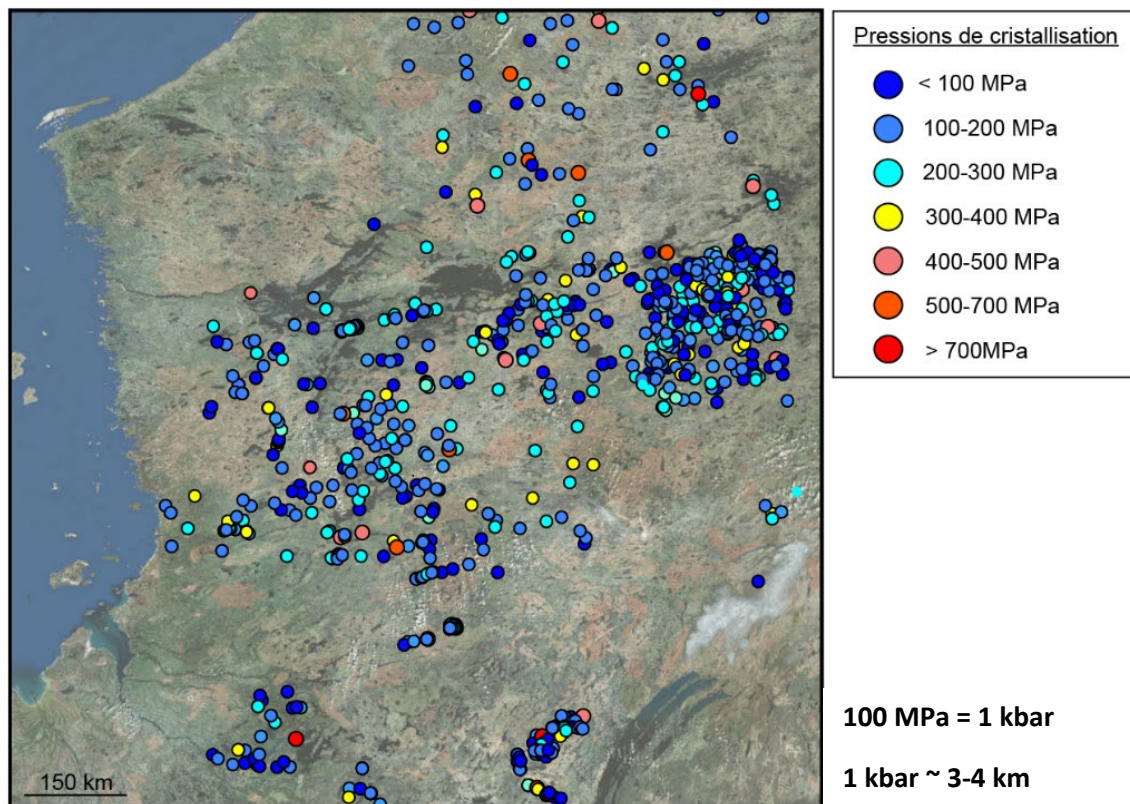 Pressions de cristallisation
< 100 MPa
100-200 MPa
200-300 MPa
300-400 MPa
400-500 MPa
500-700 MPa
> 700MPa
150 km
100 MPa = 1 kbar
1 kbar ~ 3-4 km